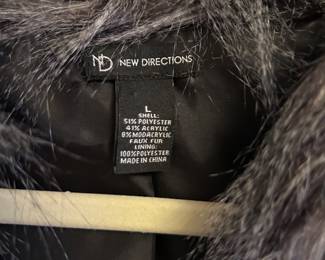 ND NEW DIRECTIONS
L
SHELL:
51% POLYESTER
41% ACRYLIC
8% MODACRYLIC
FAUX FUR
LINING:
100%POLYESTER
MADE IN CHINA